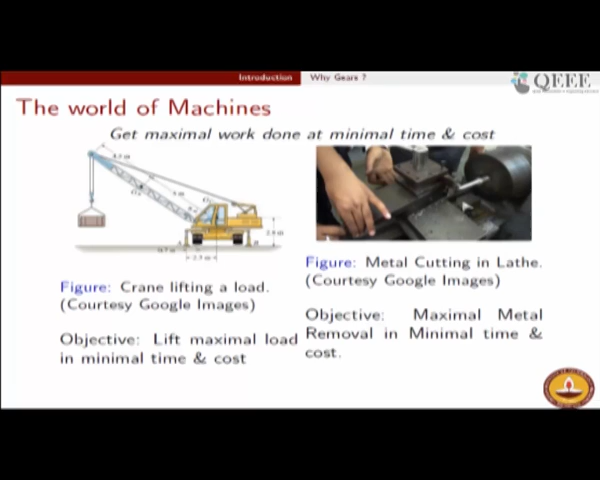 Introduction Why Gears ?
QEEE
The world of Machines
Get maximal work done at minimal time & cost
Figure: Crane lifting a load.
(Courtesy Google Images)
Objective: Lift maximal load
in minimal time & cost
Figure: Metal Cutting in Lathe.
(Courtesy Google Images)
Objective: Maximal Metal
Removal in Minimal time &
cost.